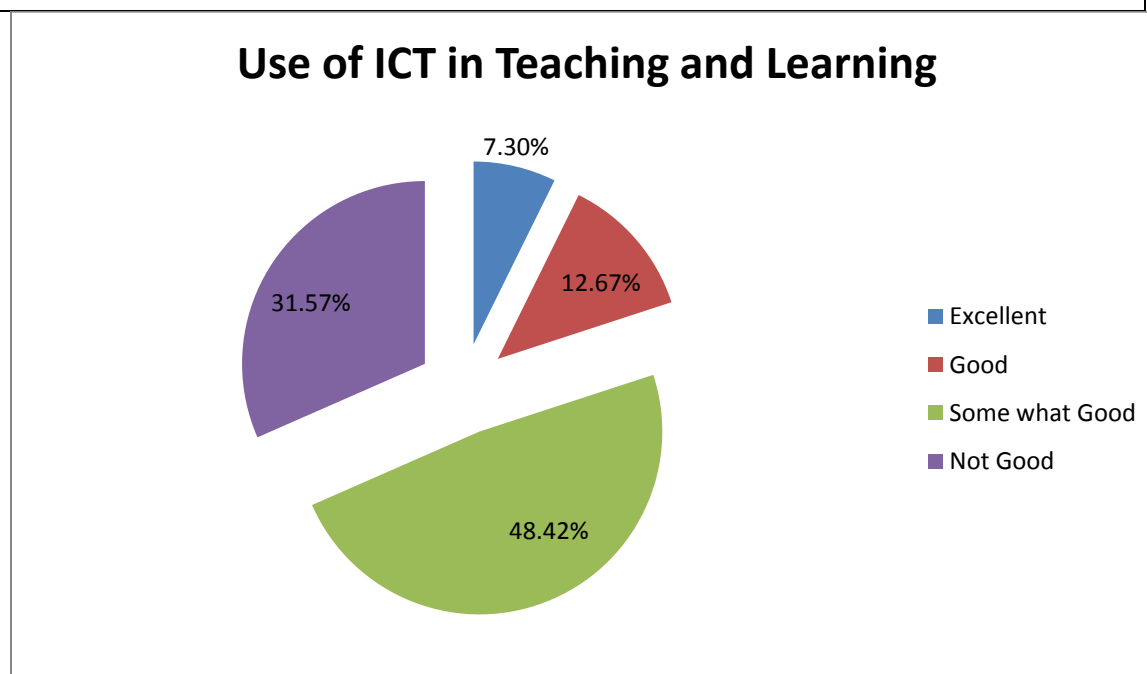 Use of ICT in Teaching and Learning
7.30%
12.67%
31.57%
48.42%
Excellent
Good
Some what Good
Not Good